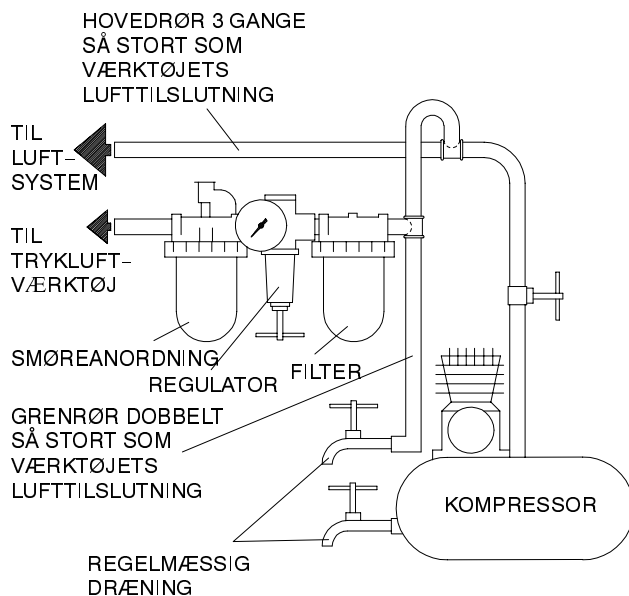 HOVEDRØR 3 GANGE
SÅ STORT SOM
VÆRKTØJETS
LUFTTILSLUTNING
TIL
LUFT-
SYSTEM
TIL
TRYKLUFT-
VÆRKTØJ
SMØREANORDNING
REGULATOR
FILTER
GRENRØR DOBBELT
SÅ STORT SOM
VÆRKTØJETS
LUFTTILSLUTNING
KOMPRESSOR
REGELMÆSSIG
DRÆNING